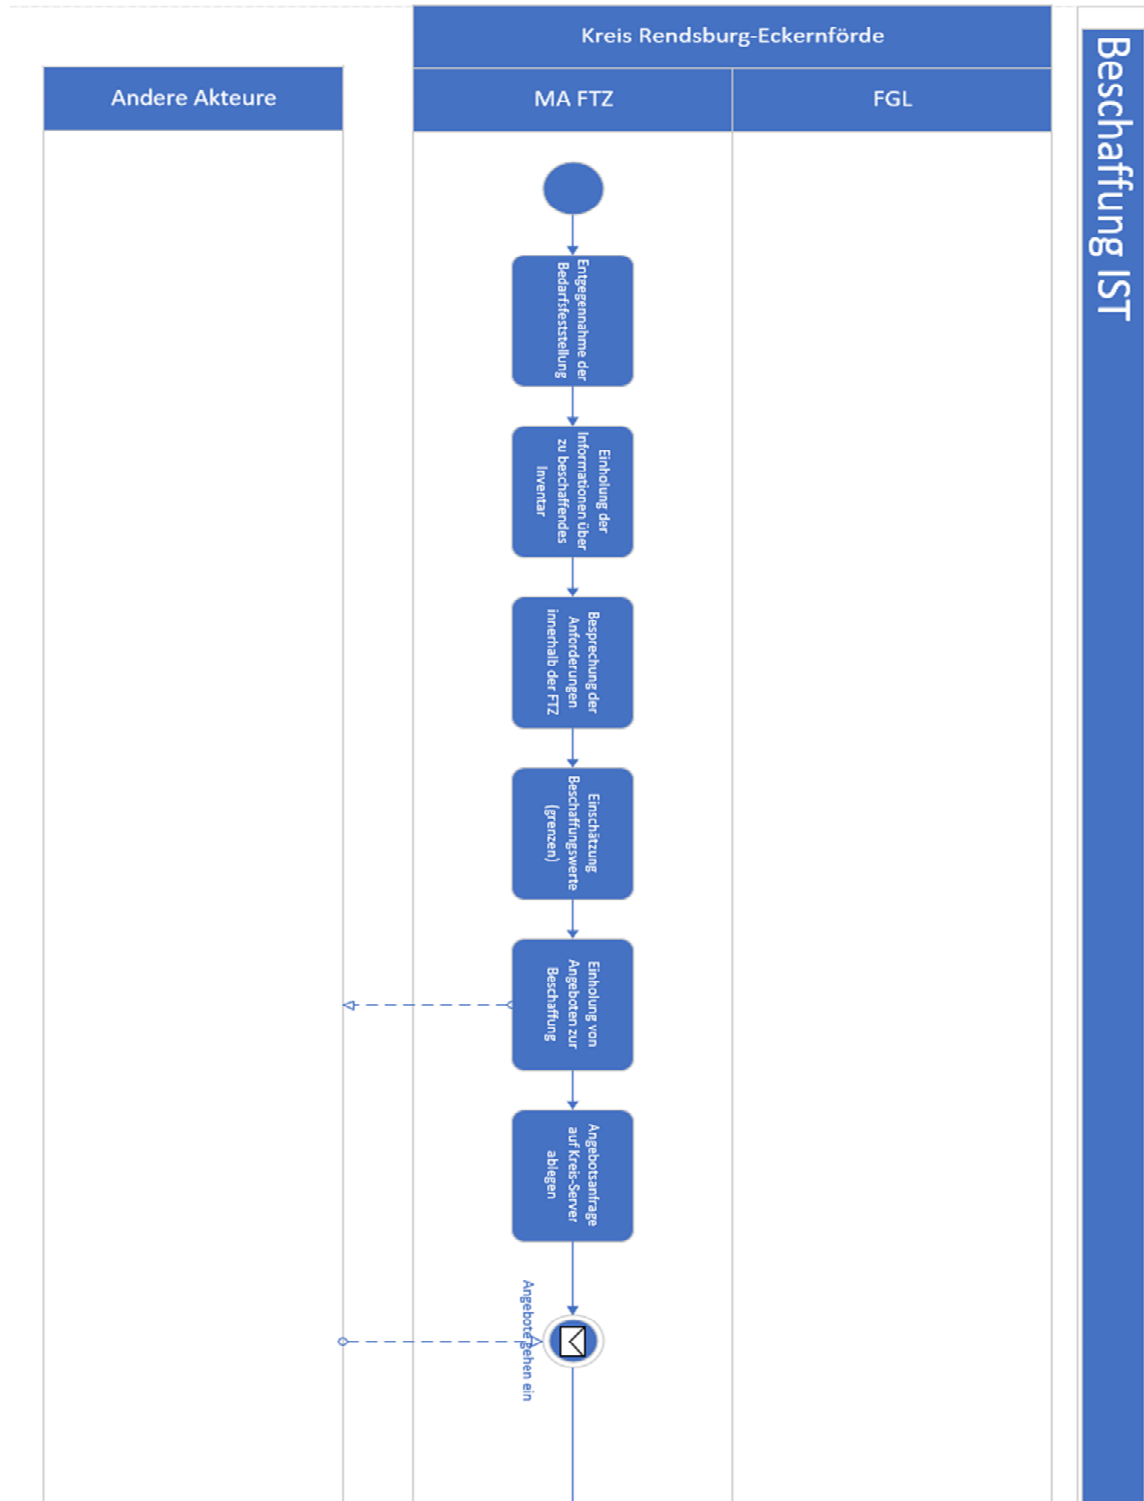 Beschaffung IST
Kreis Rendsburg-Eckernförde
Andere Akteure
MA FTZ
FGL
Entgegennahme der
Bedarfsfeststellung
Einholung der
Informationen über
zu beschaffendes
Inventar
Besprechung der
Anforderungen
innerhalb der FTZ
Einschätzung
Beschaffungswerte
(grenzen)
Einholung von
Angeboten zur
Beschaffung
Angebotsanfrage
auf Kreis-Server
ablegen
Angebote gehen ein